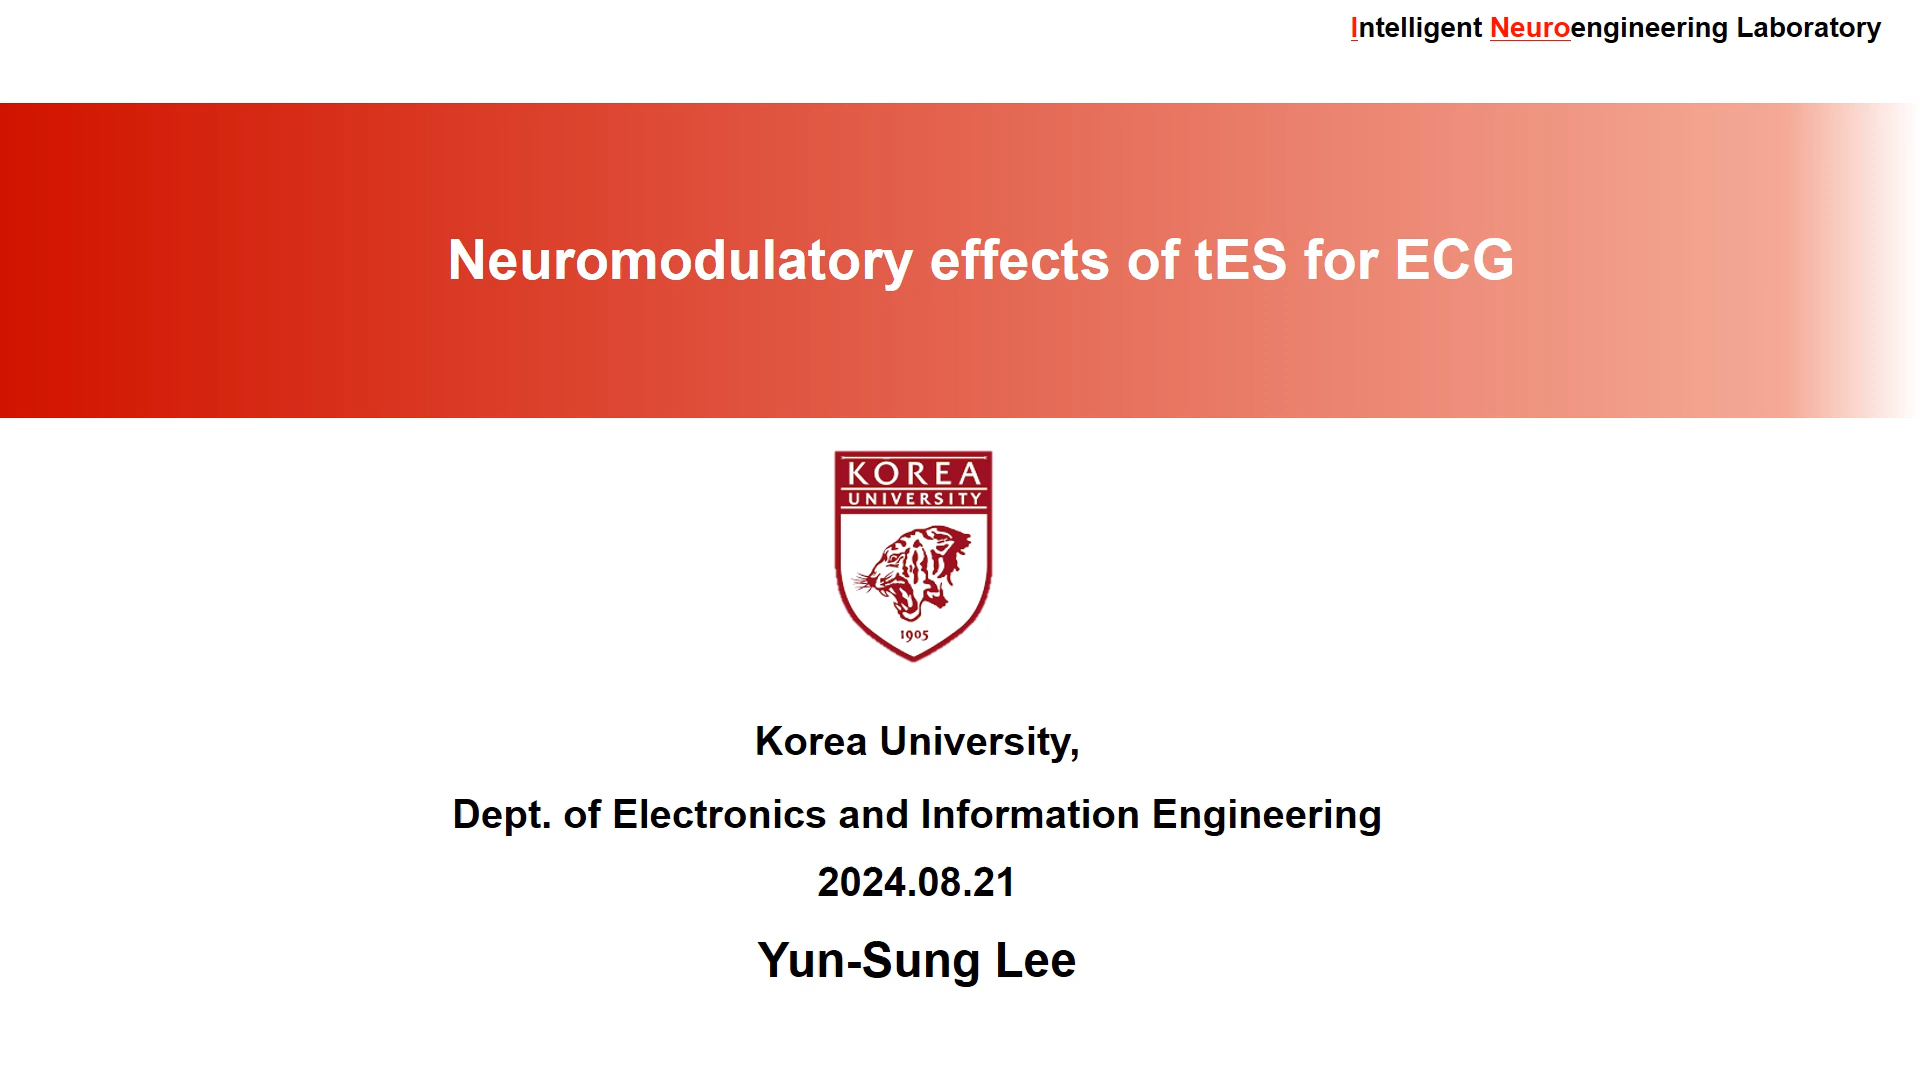 Intelligent Neuroengineering Laboratory
Neuromodulatory effects of tES for ECG
KOREA
UNIVERSITY
1905
Korea University,
Dept. of Electronics and Information Engineering
2024.08.21
Yun-Sung Lee